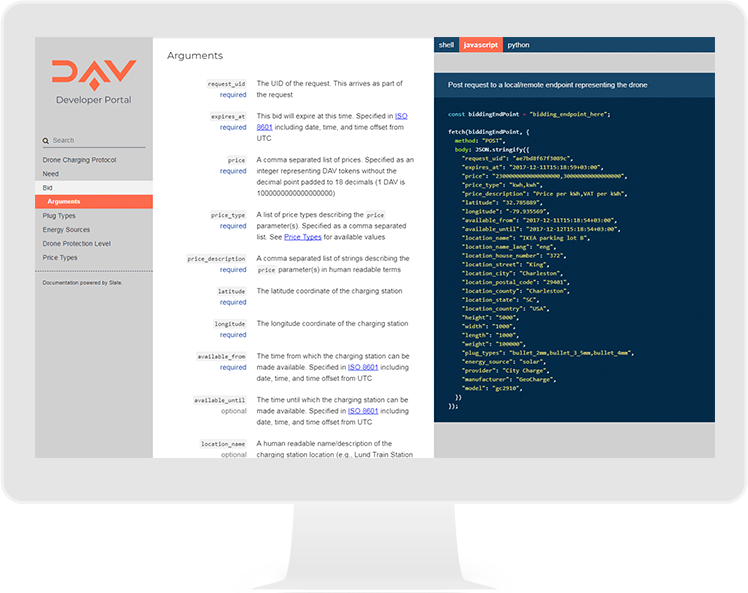 DAV
Developer Portal
Search
Drone Charging Protocol
Need
Bid
Arguments
Plug Types
Energy Sources
Drone Protection Level
Price Types
Documentation powered by Slate.
Arguments
request_uid
required
The UID of the request. This arrives as part of
the request
expires_at
required
This bid will expire at this time. Specified in ISO
8601 including date, time, and time offset from
UTC
price
required
A comma separated list of prices. Specified as an
integer representing DAV tokens without the
decimal point padded to 18 decimals (1 DAV is
1000000000000000000)
price_type
required
A list of price types describing the price
parameter(s). Specified as a comma separated
list. See Price Types for available values
price_description
required
A comma separated list of strings describing the
price parameter(s) in human readable terms
latitude
required
The latitude coordinate of the charging station
longitude
required
The longitude coordinate of the charging station
available_from
required
The time from which the charging station can be
made available. Specified in ISO 8601 including
date, time, and time offset from UTC
available_until
optional
The time until which the charging station can be
made available. Specified in ISO 8601 including
date, time, and time offset from UTC
location_name
optional
A human readable name/description of the
charging station location (e.g., Lund Train Station
shell javascript python
Post request to a local/remote endpoint representing the drone
const biddingEndPoint = "bidding_endpoint_here";
fetch(biddingEndPoint, {
method: "POST",
body: JSON.stringify({
"request_uid": "ae7bd8f67f3089c",
"expires_at": "2017-12-11T15:18:59+03:00",
"price": "2300000000000000000,3000000000000000000",
"price_type": "kwh,kwh",
"price_description": "Price per kWh,VAT per kWh",
"latitude": "32.785889",
"longitude": "-79.935569",
"available_from": "2017-12-11T15:18:54+03:00",
"available_until": "2017-12-12T15:18:54+03:00",
"location_name": "IKEA parking lot B",
"location_name_lang": "eng",
"location_house_number": "372",
"location_street": "King",
"location_city": "Charleston",
"location_postal_code": "29401",
"location_county": "Charleston",
"location_state": "SC",
"location_country": "USA",
"height": "5000",
"width": "1000",
"length": "1000",
"weight": "100000",
"plug_types": "bullet_2mm,bullet_3_5mm,bullet_4mm",
"energy_source": "solar",
"provider": "City Charge",
"manufacturer": "GeoCharge",
"model": "gc2910",
})
});